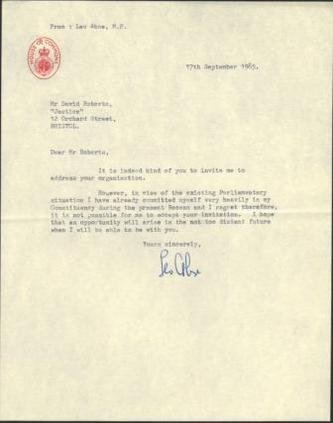 From : Leo Abse, M.P.
HOUSE OF COMMONS
17th September 1965.
Mr David Roberts,
"Justice"
12 Orchard Street,
BRISTOL.
Dear Mr Roberts,
It is indeed kind of you to invite me to
address your organisation.
However, in view of the existing Parliamentary
situation I have already committed myself very heavily in my
Constituency during the present Recess and I regret therefore,
it is not possible for me to accept your invitation. I hope
that an opportunity will arise in the not too distant future
when I will be able to be with you.
Yours sincerely,
Leo Abse